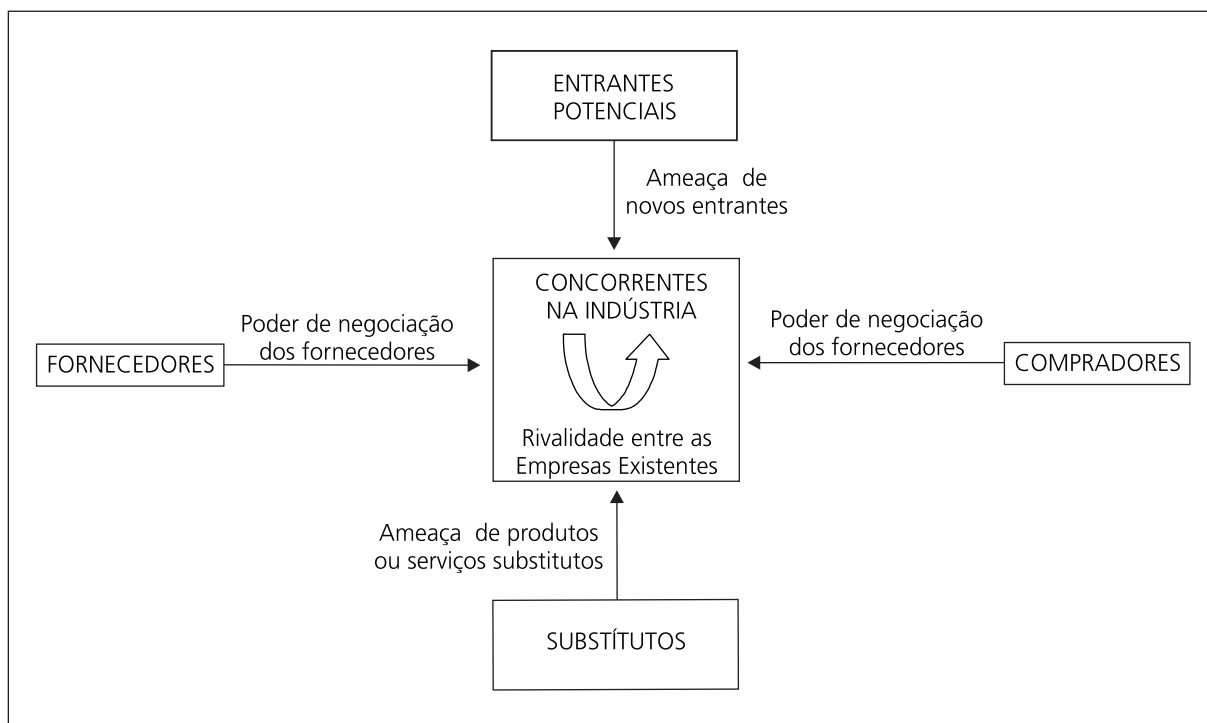 ENTRANTES
POTENCIAIS
Ameaça de
novos entrantes
CONCORRENTES
NA INDÚSTRIA
Poder de negociação
dos fornecedores
FORNECEDORES
Poder de negociação
dos fornecedores
COMPRADORES
Rivalidade entre as
Empresas Existentes
Ameaça de produtos
ou serviços substitutos
SUBSTÍTUTOS